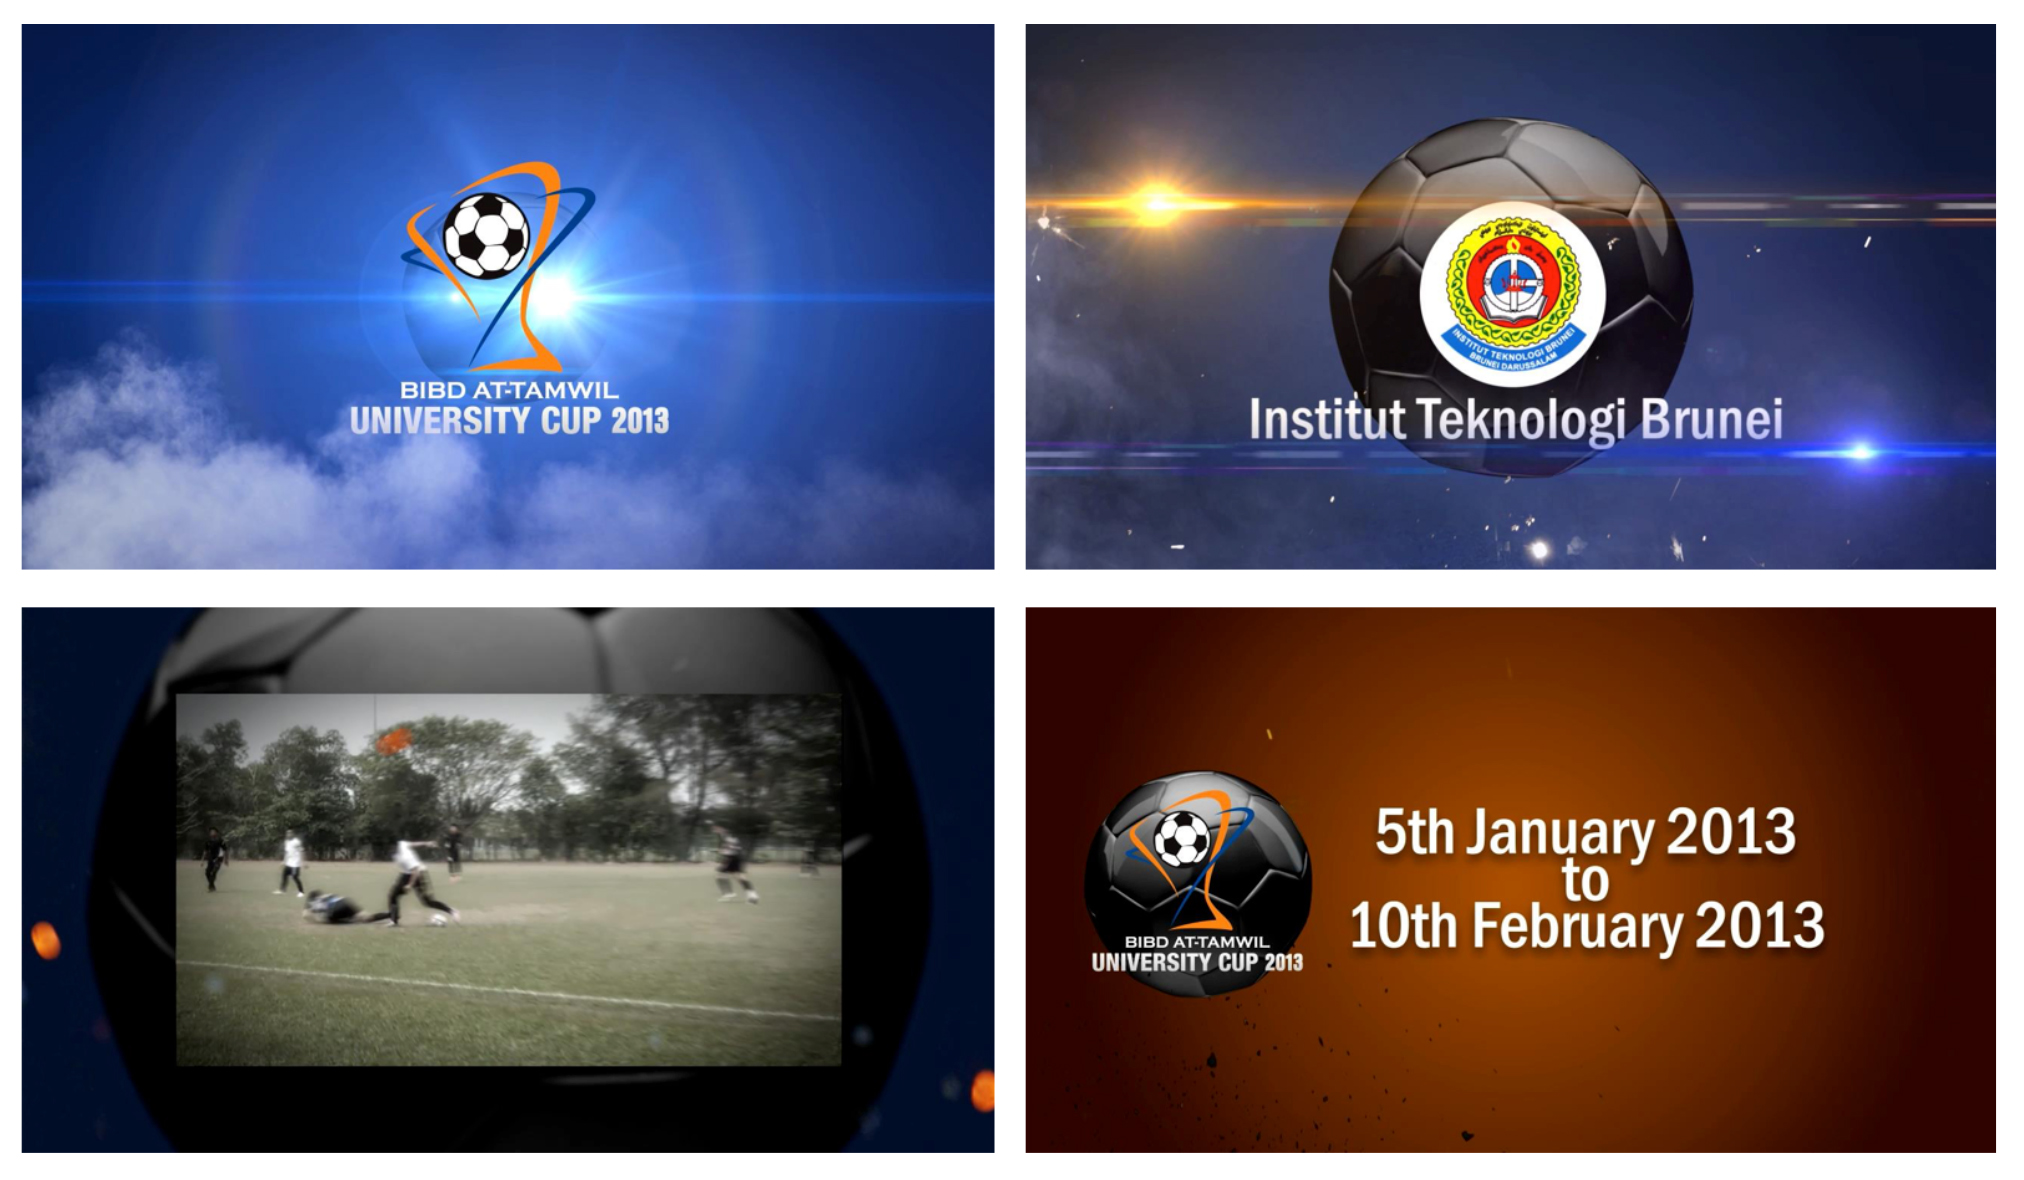 BIBD AT-TAMWIL
UNIVERSITY CUP 2013
INSTITUT TEKNOLOGI BRUNEI
BRUNEI DARUSSALAM
Institut Teknologi Brunei
5th January 2013
to
10th February 2013
BIBD AT-TAMWIL
UNIVERSITY CUP 2013